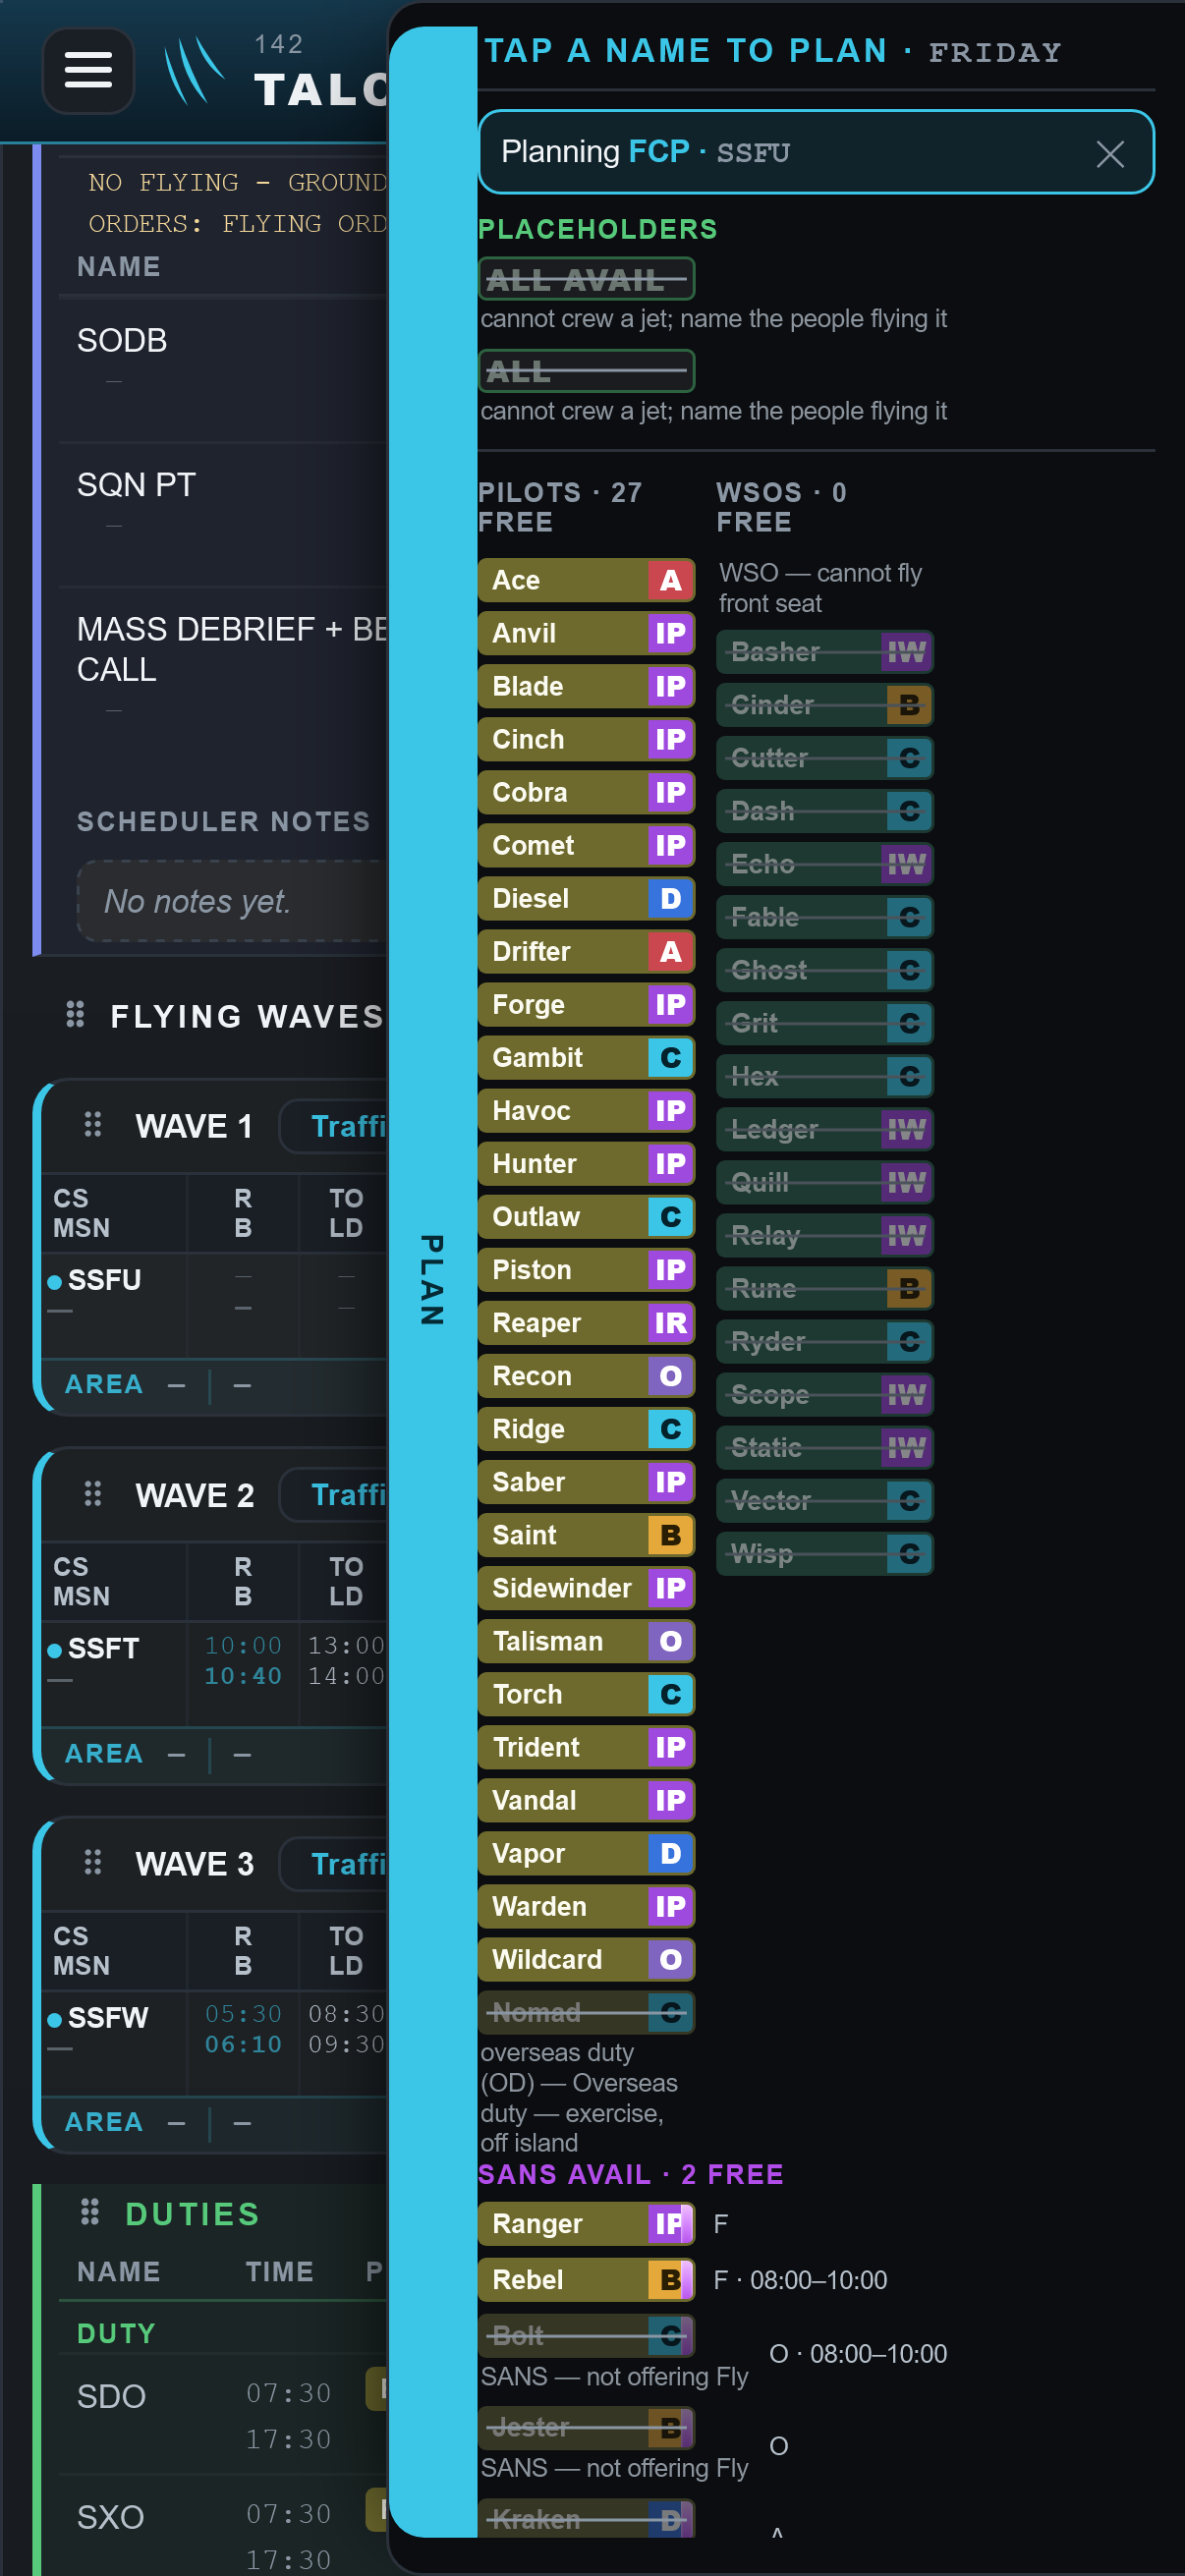 142
TALO
NO FLYING - GROUND
ORDERS: FLYING ORD
NAME
SODB
—
SQN PT
—
MASS DEBRIEF + BE
CALL
—
SCHEDULER NOTES
No notes yet.
FLYING WAVES
WAVE 1
Traffi
CS R TO
MSN B LD
SSFU — —
— — —
AREA — | —
WAVE 2
Traffi
CS R TO
MSN B LD
SSFT 10:00 13:00
— 10:40 14:00
AREA — | —
WAVE 3
Traffi
CS R TO
MSN B LD
SSFW 05:30 08:30
— 06:10 09:30
AREA — | —
DUTIES
NAME TIME P
DUTY
SDO 07:30
17:30
SXO 07:30
17:30
PLAN
TAP A NAME TO PLAN · FRIDAY
Planning FCP · SSFU
PLACEHOLDERS
ALL AVAIL
cannot crew a jet; name the people flying it
ALL
cannot crew a jet; name the people flying it
PILOTS · 27
FREE
Ace A
Anvil IP
Blade IP
Cinch IP
Cobra IP
Comet IP
Diesel D
Drifter A
Forge IP
Gambit C
Havoc IP
Hunter IP
Outlaw C
Piston IP
Reaper IR
Recon O
Ridge C
Saber IP
Saint B
Sidewinder IP
Talisman O
Torch C
Trident IP
Vandal IP
Vapor D
Warden IP
Wildcard O
Nomad C
overseas duty
(OD) — Overseas
duty — exercise,
off island
WSOS · 0
FREE
WSO — cannot fly
front seat
Basher IW
Cinder B
Cutter C
Dash C
Echo IW
Fable C
Ghost C
Grit C
Hex C
Ledger IW
Quill IW
Relay IW
Rune B
Ryder C
Scope IW
Static IW
Vector C
Wisp C
SANS AVAIL · 2 FREE
Ranger IP F
Rebel B F · 08:00–10:00
Bolt C O · 08:00–10:00
SANS — not offering Fly
Jester B O
SANS — not offering Fly
Kraken D